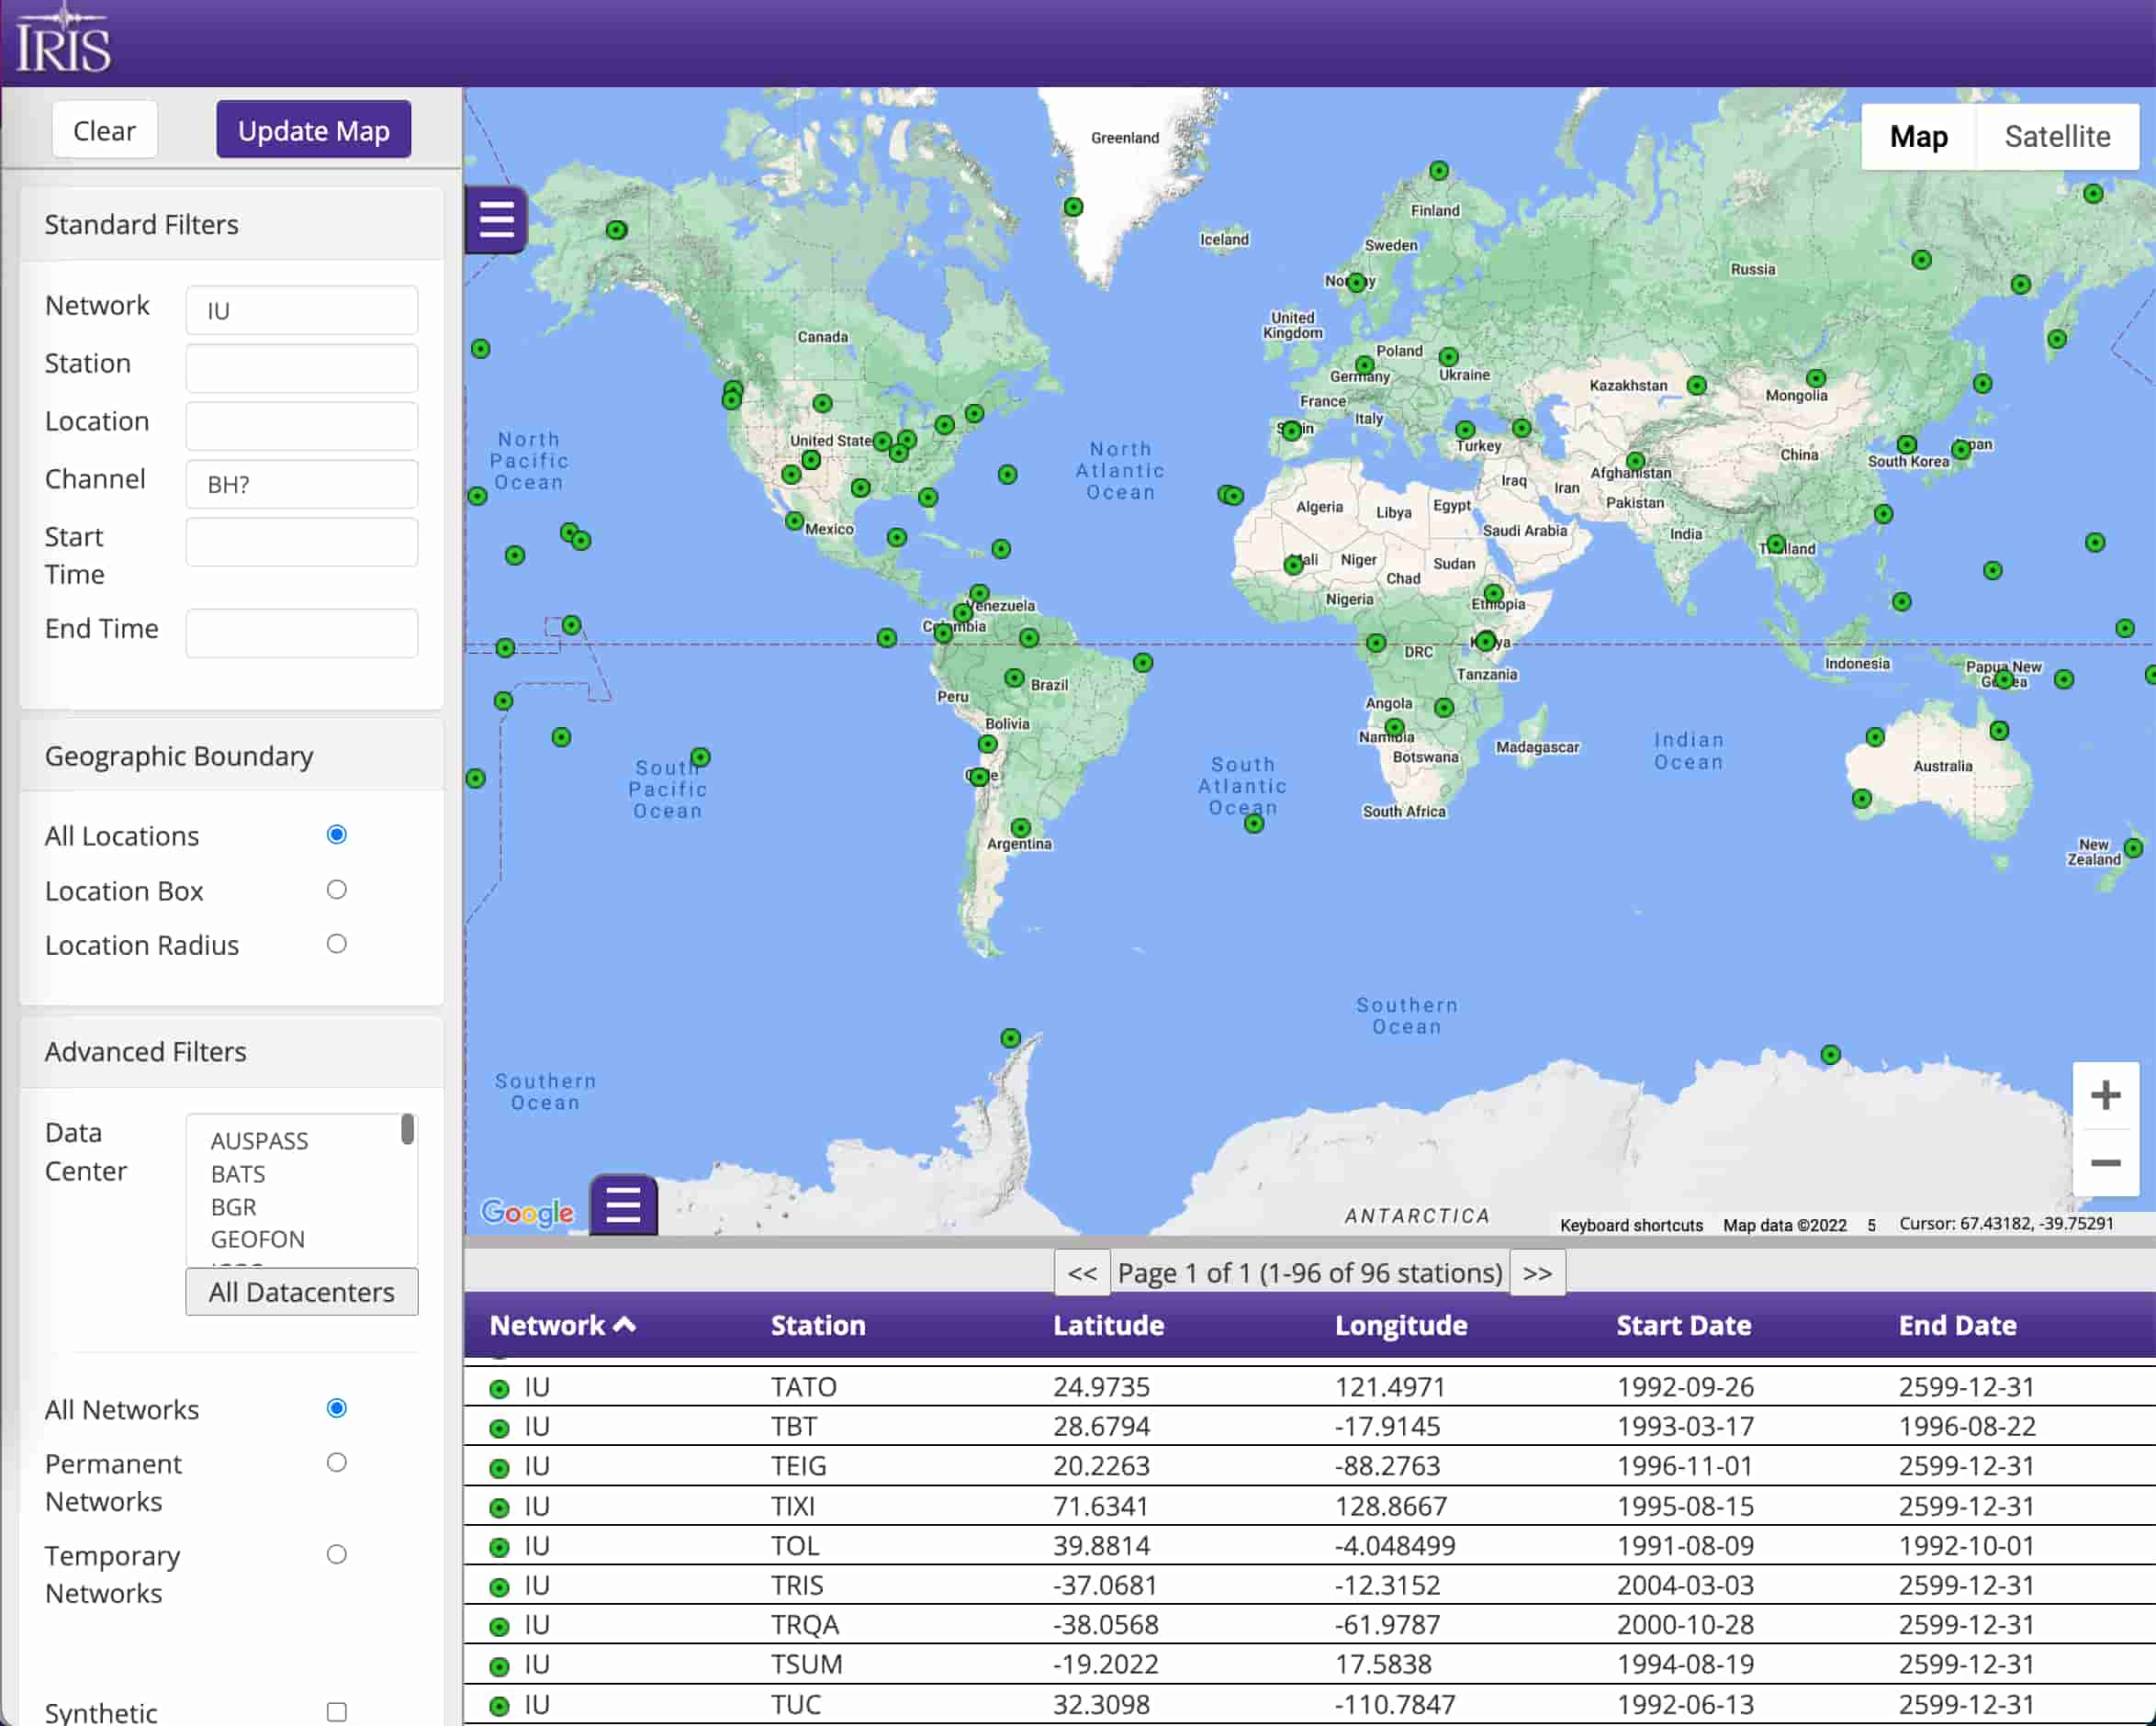 IRIS
Clear
Update Map
Standard Filters
Network
IU
Station
Location
Channel
BH?
Start
Time
End Time
Geographic Boundary
All Locations
Location Box
Location Radius
Advanced Filters
Data
Center
AUSPASS
BATS
BGR
GEOFON
All Datacenters
All Networks
Permanent
Networks
Temporary
Networks
Synthetic
Map
Satellite
Greenland
Iceland
Finland
Sweden
Russia
Canada
United
Kingdom
Poland
Germany
Ukraine
France
Italy
Kazakhstan
Mongolia
North
Pacific
Ocean
North
Atlantic
Ocean
Turkey
China
South Korea
Afghanistan
Iraq
Iran
Pakistan
Algeria
Libya
Egypt
Saudi Arabia
India
Mexico
Niger
Sudan
Chad
Nigeria
Ethiopia
Venezuela
DRC
Tanzania
Indonesia
Papua New
Peru
Brazil
Bolivia
Angola
Namibia
Botswana
Madagascar
South Africa
South
Pacific
Ocean
South
Atlantic
Ocean
Indian
Ocean
Australia
New
Zealand
Argentina
Southern
Ocean
Southern
Ocean
ANTARCTICA
Google
Keyboard shortcuts
Map data ©2022
5
Cursor: 67.43182, -39.75291
<< Page 1 of 1 (1-96 of 96 stations) >>
Network Station Latitude Longitude Start Date End Date
IU TATO 24.9735 121.4971 1992-09-26 2599-12-31
IU TBT 28.6794 -17.9145 1993-03-17 1996-08-22
IU TEIG 20.2263 -88.2763 1996-11-01 2599-12-31
IU TIXI 71.6341 128.8667 1995-08-15 2599-12-31
IU TOL 39.8814 -4.048499 1991-08-09 1992-10-01
IU TRIS -37.0681 -12.3152 2004-03-03 2599-12-31
IU TRQA -38.0568 -61.9787 2000-10-28 2599-12-31
IU TSUM -19.2022 17.5838 1994-08-19 2599-12-31
IU TUC 32.3098 -110.7847 1992-06-13 2599-12-31